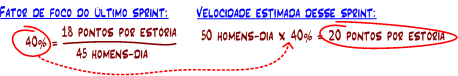 FATOR DE FOCO DO ÚLTIMO SPRINT:
40% = 18 PONTOS POR ESTÓRIA
45 HOMENS-DIA
VELOCIDADE ESTIMADA DESSE SPRINT:
50 HOMENS-DIA X 40% = 20 PONTOS POR ESTÓRIA